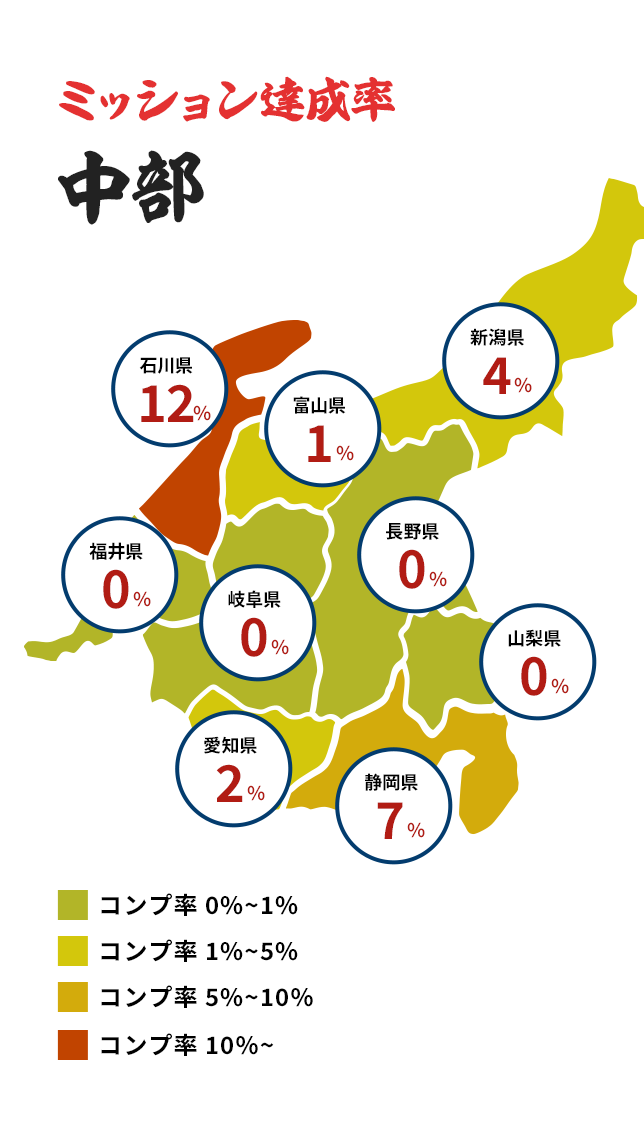 ミッション達成率
中部
新潟県
4%
石川県
12%
富山県
1%
長野県
0%
福井県
0%
岐阜県
0%
山梨県
0%
愛知県
2%
静岡県
7%
コンプ率 0%~1%
コンプ率 1%~5%
コンプ率 5%~10%
コンプ率 10%~